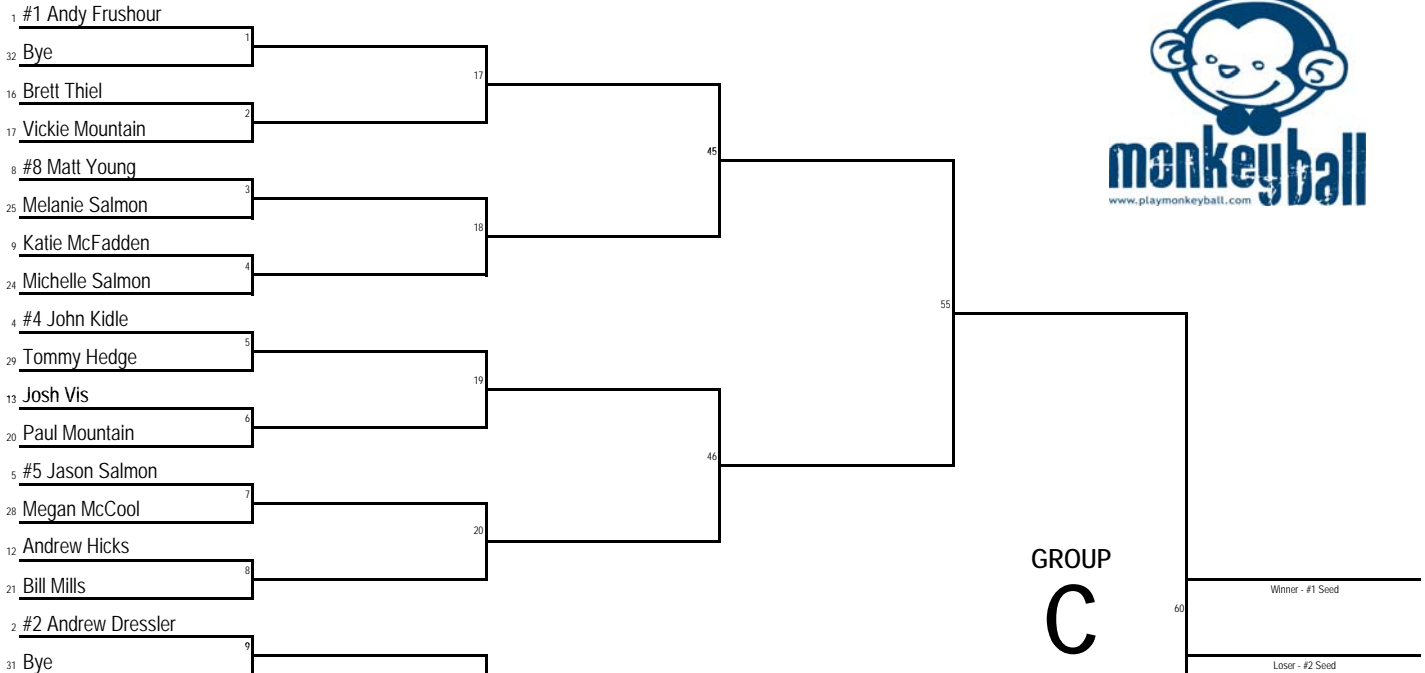 1 #1 Andy Frushour
1
32 Bye
17
16 Brett Thiel
2
17 Vickie Mountain
45
8 #8 Matt Young
3
25 Melanie Salmon
18
9 Katie McFadden
4
24 Michelle Salmon
55
4 #4 John Kidle
5
29 Tommy Hedge
19
13 Josh Vis
6
20 Paul Mountain
46
5 #5 Jason Salmon
7
28 Megan McCool
20
12 Andrew Hicks
8
21 Bill Mills
2 #2 Andrew Dressler
9
31 Bye
monkeyball
www.playmonkeyball.com
GROUP
C
60
Winner - #1 Seed
Loser - #2 Seed